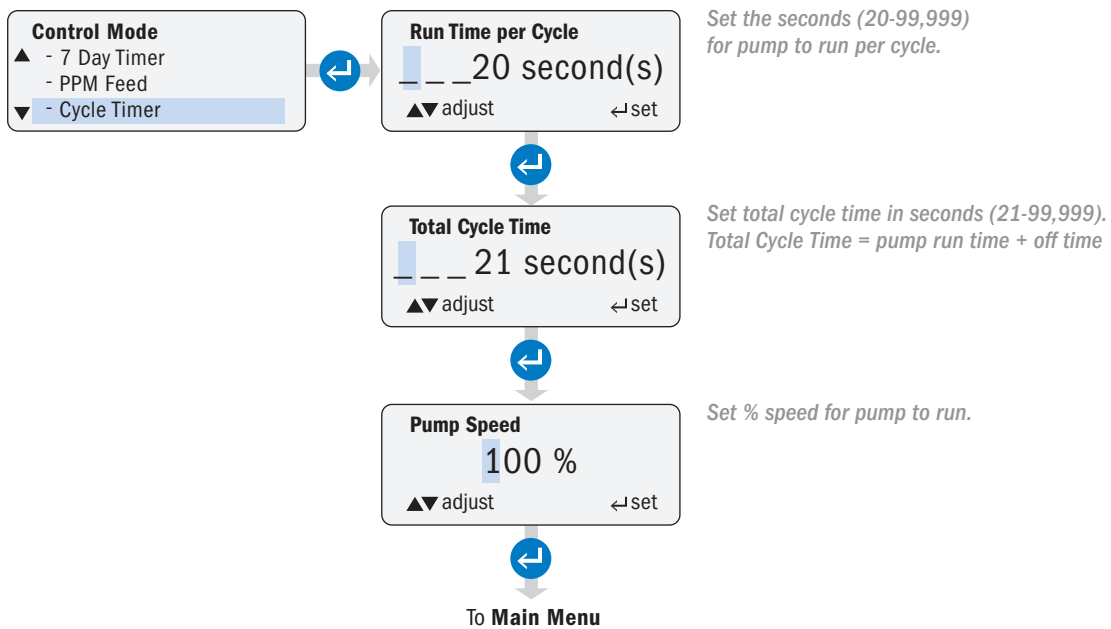 Control Mode
▲ - 7 Day Timer
- PPM Feed
▼ - Cycle Timer
Run Time per Cycle
_ _ _20 second(s)
▲▼ adjust ↵ set
Set the seconds (20-99,999)
for pump to run per cycle.
Total Cycle Time
_ _ _ 21 second(s)
▲▼ adjust ↵ set
Set total cycle time in seconds (21-99,999).
Total Cycle Time = pump run time + off time
Pump Speed
100 %
▲▼ adjust ↵ set
Set % speed for pump to run.
To Main Menu